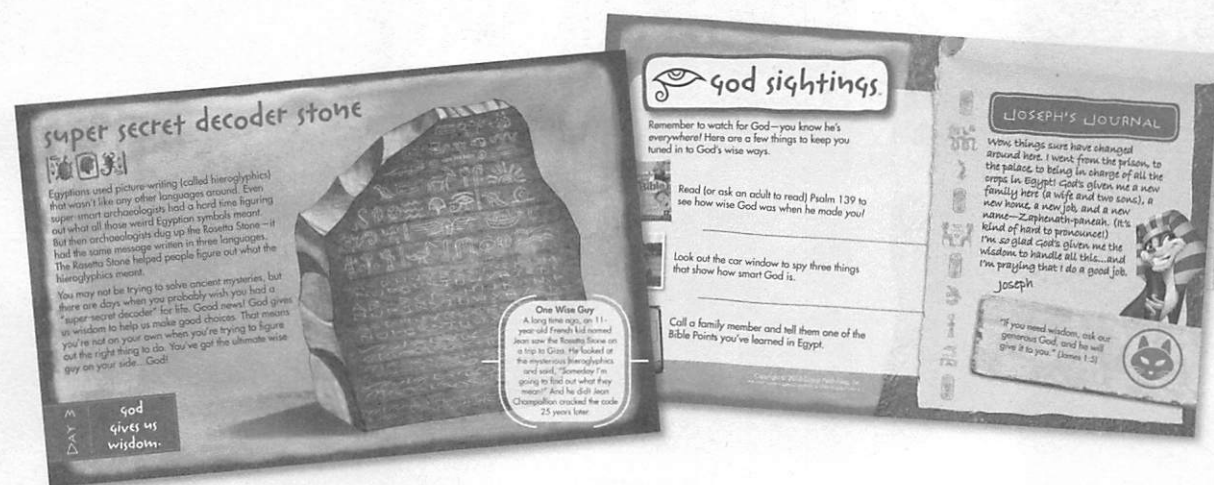 super secret decoder stone
Egyptians used picture-writing (called hieroglyphics)
that wasn't like any other languages around. Even
super-smart archaeologists had a hard time figuring
out what all those weird Egyptian symbols meant.
But then archaeologists dug up the Rosetta Stone—it
had the same message written in three languages.
The Rosetta Stone helped people figure out what the
hieroglyphics meant.
You may not be trying to solve ancient mysteries, but
there are days when you probably wish you had a
"super secret decoder" for life. Good news! God gives
us wisdom to help us make good choices. That means
you're not on your own when you're trying to figure
out the right thing to do. You've got the ultimate wise
guy on your side...God!
DAY 3
god
gives us
wisdom.
One Wise Guy
A long time ago, an 11-
year-old French kid named
Jean saw the Rosetta Stone on
a trip to Giza. He looked at
the mysterious hieroglyphics
and said, "Someday I'm
going to find out what they
mean!" And he did! Jean
Champollion cracked the code
25 years later.
god sightings.
Remember to watch for God—you know he's
everywhere! Here are a few things to keep you
tuned in to God's wise ways.
Read (or ask an adult to read) Psalm 139 to
see how wise God was when he made you!
Look out the car window to spy three things
that show how smart God is.
Call a family member and tell them one of the
Bible Points you've learned in Egypt.
JOSEPH'S JOURNAL
Wow, things sure have changed
around here. I went from the prison, to
the palace, to being in charge of all the
crops in Egypt! God's given me a new
family here (a wife and two sons), a
new home, a new job, and a new
name—Zaphenath-paneah. (It's
kind of hard to pronounce!)
I'm so glad God's given me the
wisdom to handle all this...and
I'm praying that I do a good job.
Joseph
"If you need wisdom, ask our
generous God, and he will
give it to you." (James 1:5)